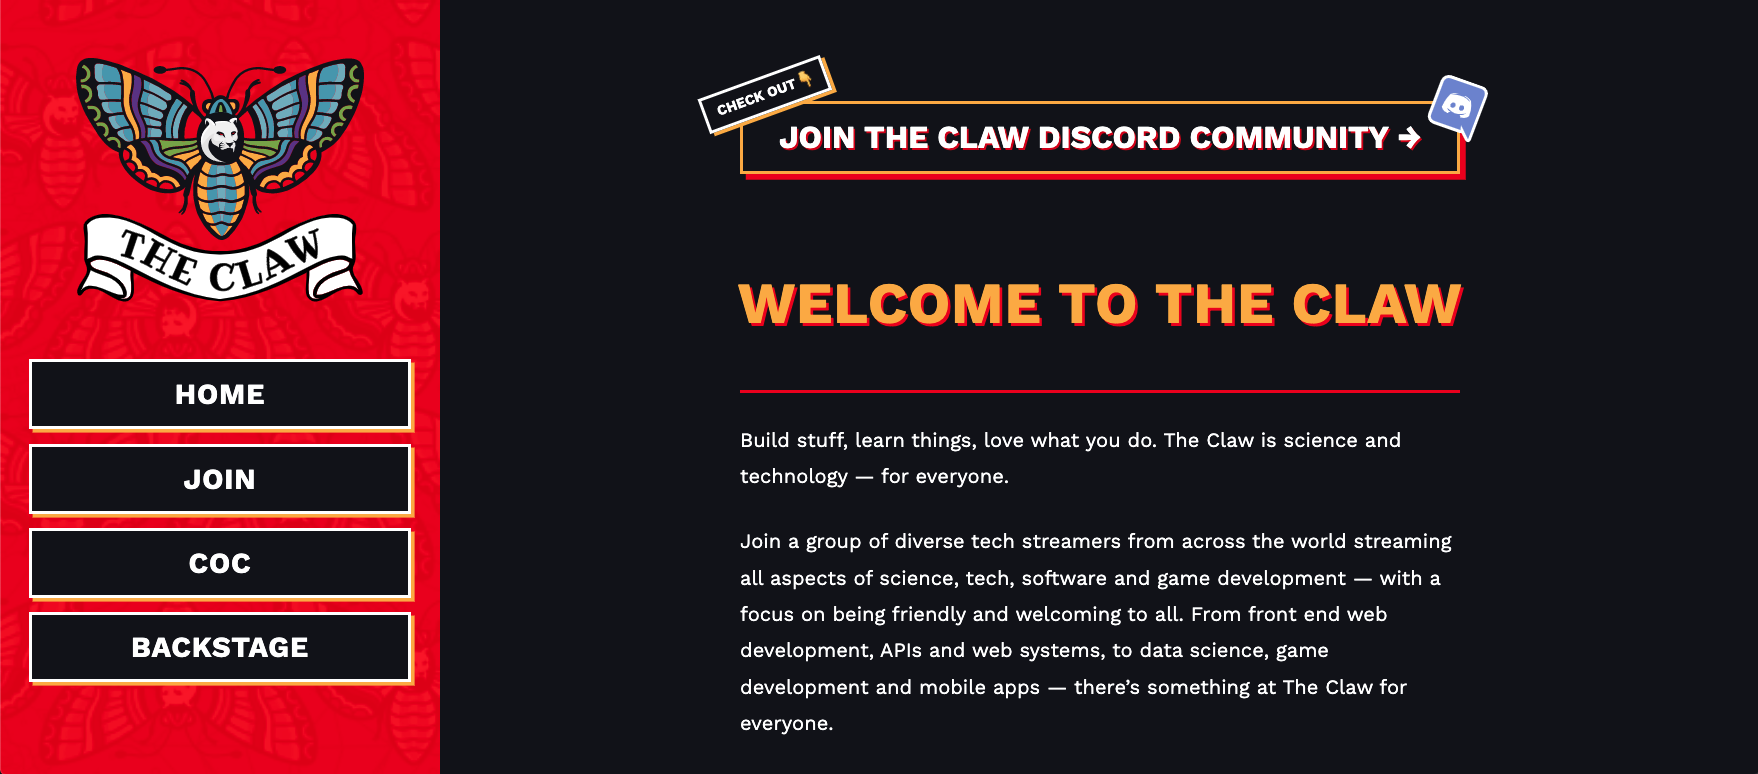 THE CLAW
HOME
JOIN
COC
BACKSTAGE
CHECK OUT👇
JOIN THE CLAW DISCORD COMMUNITY →
WELCOME TO THE CLAW
Build stuff, learn things, love what you do. The Claw is science and
technology — for everyone.
Join a group of diverse tech streamers from across the world streaming
all aspects of science, tech, software and game development — with a
focus on being friendly and welcoming to all. From front end web
development, APIs and web systems, to data science, game
development and mobile apps — there’s something at The Claw for
everyone.